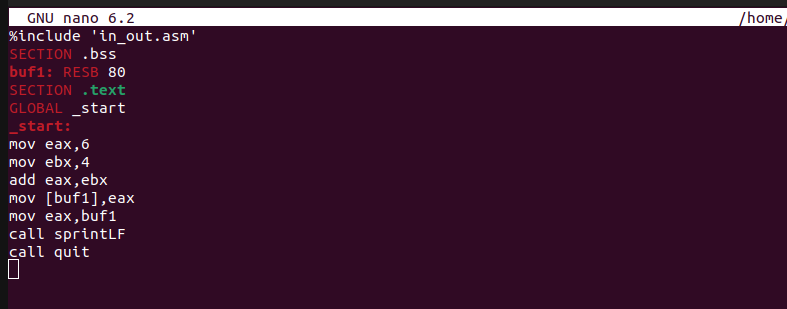 GNU nano 6.2 /home/
%include 'in_out.asm'
SECTION .bss
buf1: RESB 80
SECTION .text
GLOBAL _start
_start:
mov eax,6
mov ebx,4
add eax,ebx
mov [buf1],eax
mov eax,buf1
call sprintLF
call quit